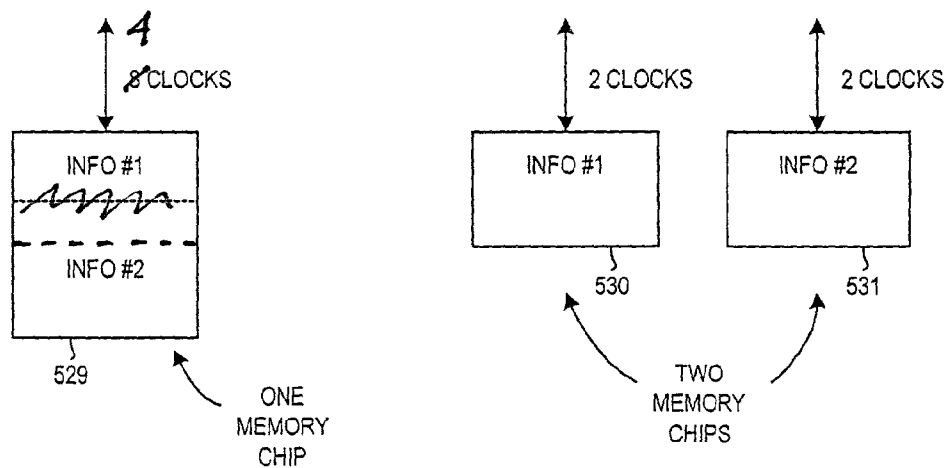 4
8 CLOCKS
INFO #1
INFO #2
529
ONE
MEMORY
CHIP
2 CLOCKS
INFO #1
530
2 CLOCKS
INFO #2
531
TWO
MEMORY
CHIPS